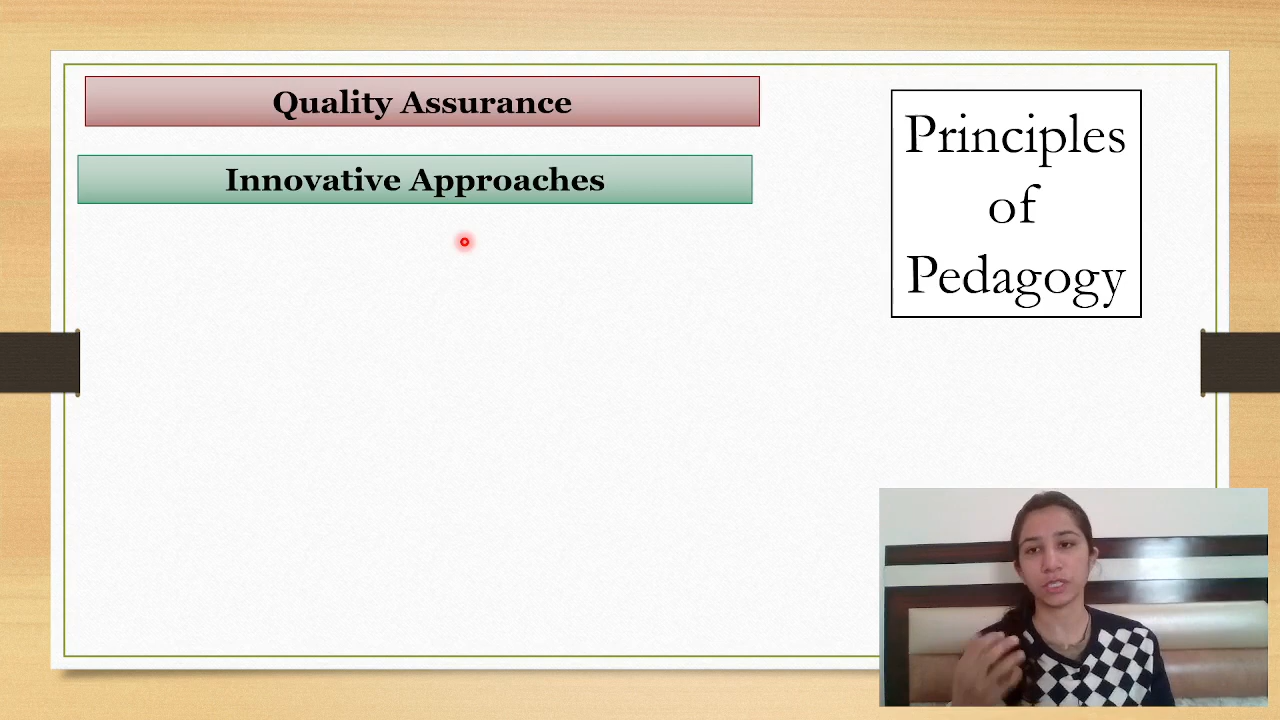 Quality Assurance
Innovative Approaches
Principles
of
Pedagogy